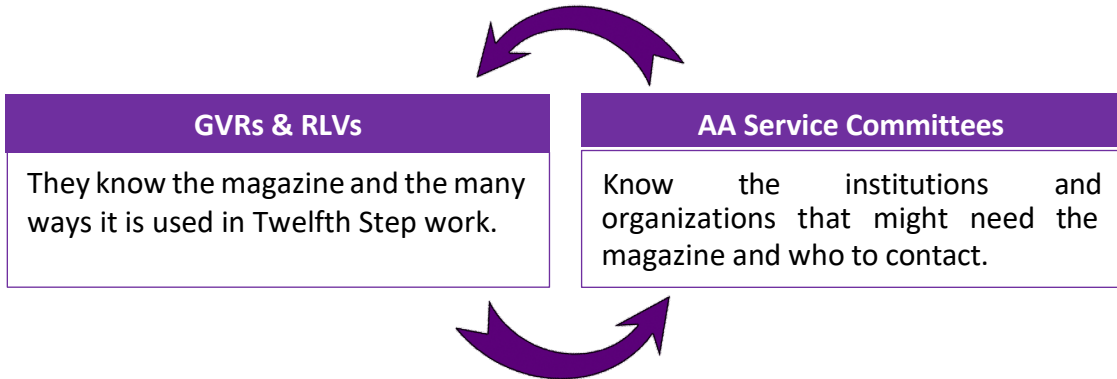 GVRs & RLVs
They know the magazine and the many
ways it is used in Twelfth Step work.
AA Service Committees
Know the institutions and
organizations that might need the
magazine and who to contact.